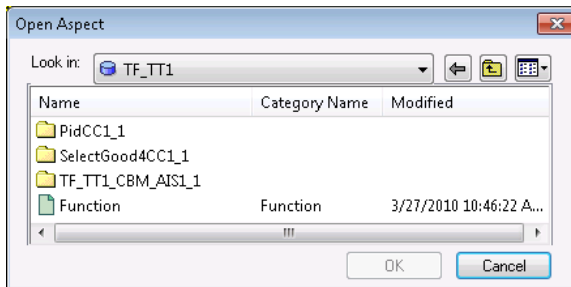 Open Aspect
Look in: TF_TT1
Name Category Name Modified
PidCC1_1
SelectGood4CC1_1
TF_TT1_CBM_AIS1_1
Function Function 3/27/2010 10:46:22 A...
OK Cancel